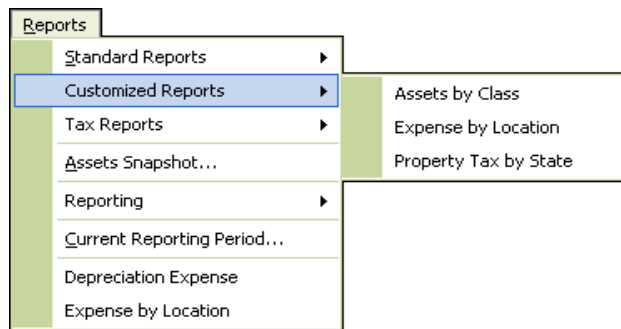 Reports
Standard Reports
Customized Reports
Tax Reports
Assets Snapshot...
Reporting
Current Reporting Period...
Depreciation Expense
Expense by Location
Assets by Class
Expense by Location
Property Tax by State